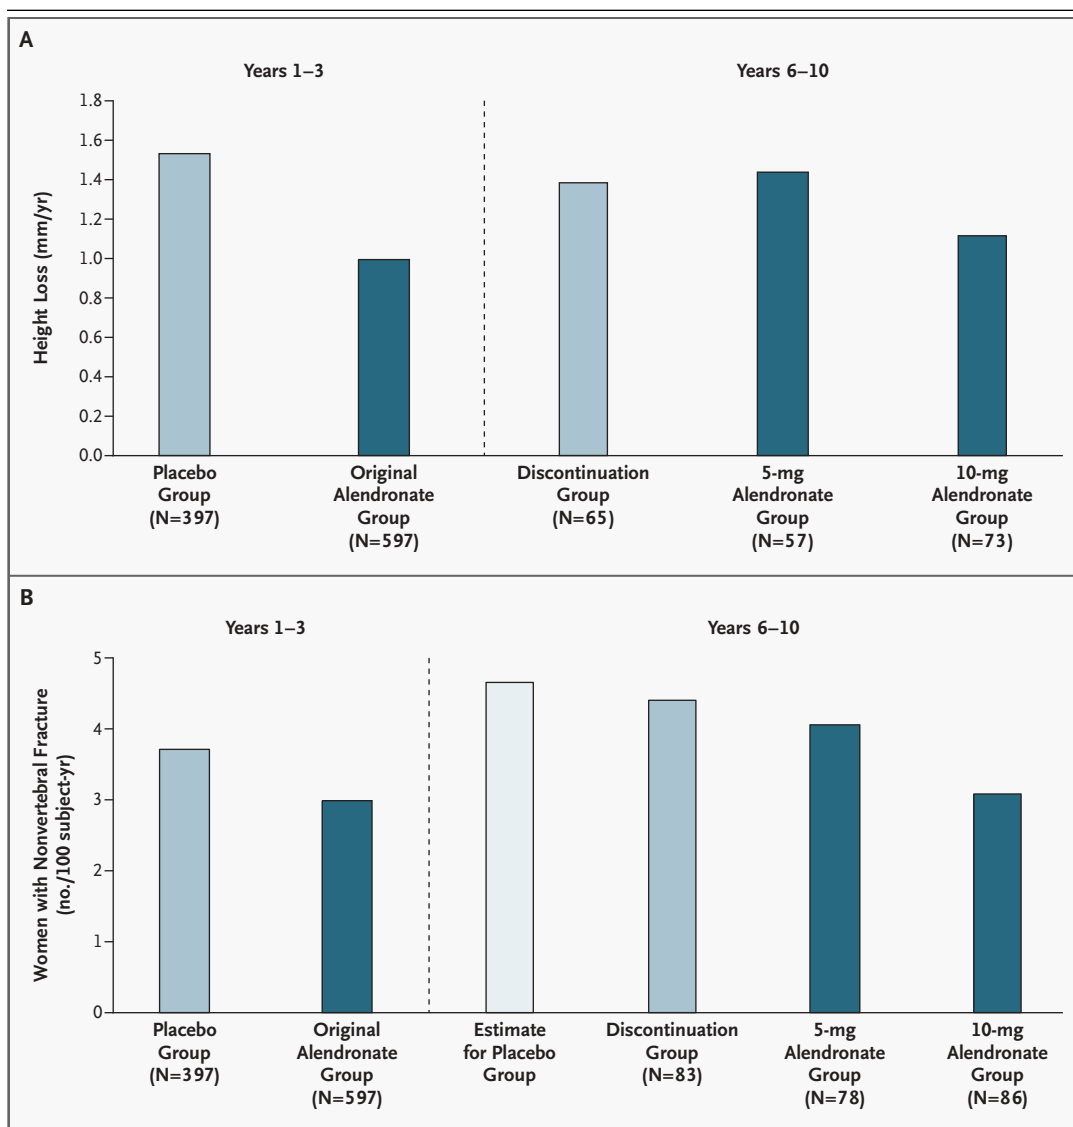 A
Years 1–3
Years 6–10
Height Loss (mm/yr)
1.8
1.6
1.4
1.2
1.0
0.8
0.6
0.4
0.2
0.0
Placebo
Group
(N=397)
Original
Alendronate
Group
(N=597)
Discontinuation
Group
(N=65)
5-mg
Alendronate
Group
(N=57)
10-mg
Alendronate
Group
(N=73)
B
Years 1–3
Years 6–10
Women with Nonvertebral Fracture
(no./100 subject-yr)
5
4
3
2
1
0
Placebo
Group
(N=397)
Original
Alendronate
Group
(N=597)
Estimate
for Placebo
Group
Discontinuation
Group
(N=83)
5-mg
Alendronate
Group
(N=78)
10-mg
Alendronate
Group
(N=86)